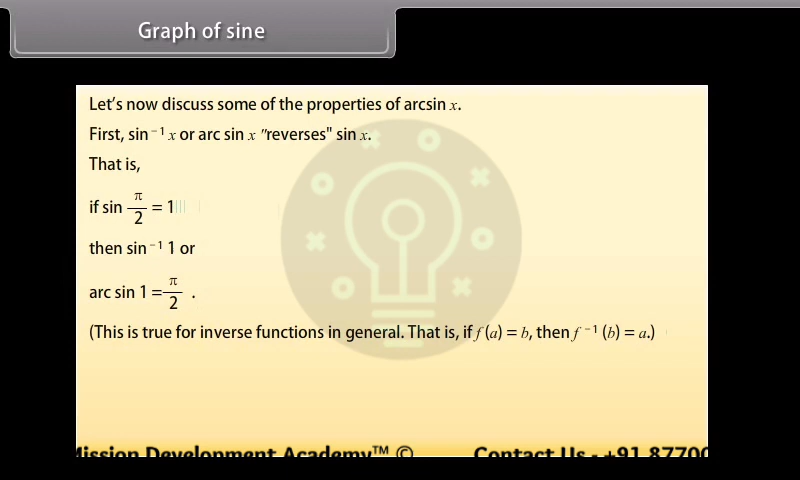 Graph of sine
Let's now discuss some of the properties of arcsin x.
First, sin⁻¹ x or arc sin x "reverses" sin x.
That is,
if sin π/2 = 1
then sin⁻¹ 1 or
arc sin 1 = π/2 .
(This is true for inverse functions in general. That is, if f (a) = b, then f ⁻¹ (b) = a.)
Mission Development Academy™ © Contact Us - +91 87700